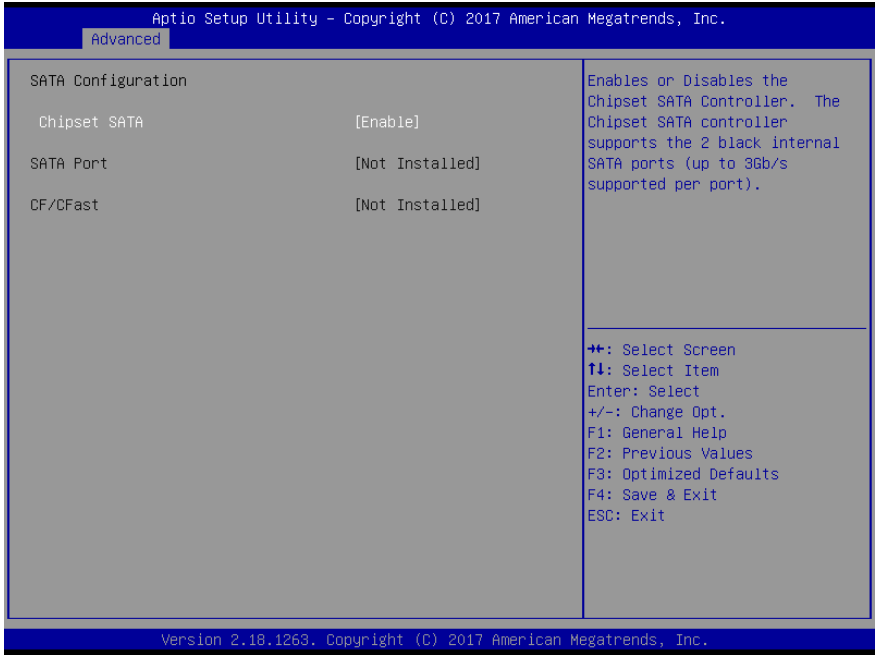 Aptio Setup Utility – Copyright (C) 2017 American Megatrends, Inc.
Advanced
SATA Configuration
Chipset SATA [Enable]
SATA Port [Not Installed]
CF/CFast [Not Installed]
Enables or Disables the
Chipset SATA Controller. The
Chipset SATA controller
supports the 2 black internal
SATA ports (up to 3Gb/s
supported per port).
→←: Select Screen
↑↓: Select Item
Enter: Select
+/-: Change Opt.
F1: General Help
F2: Previous Values
F3: Optimized Defaults
F4: Save & Exit
ESC: Exit
Version 2.18.1263. Copyright (C) 2017 American Megatrends, Inc.